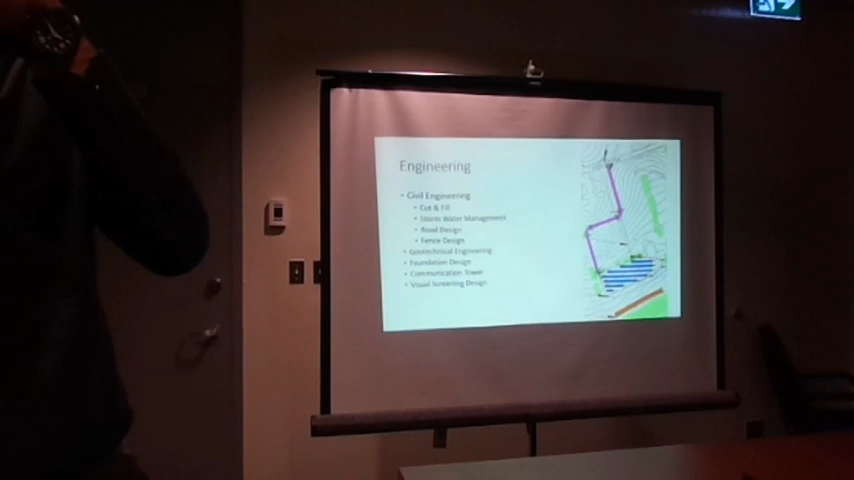 Engineering
• Civil Engineering
• Cut & Fill
• Storm Water Management
• Road Design
• Fence Design
• Geotechnical Engineering
• Foundation Design
• Communication Tower
• Visual Screening Design